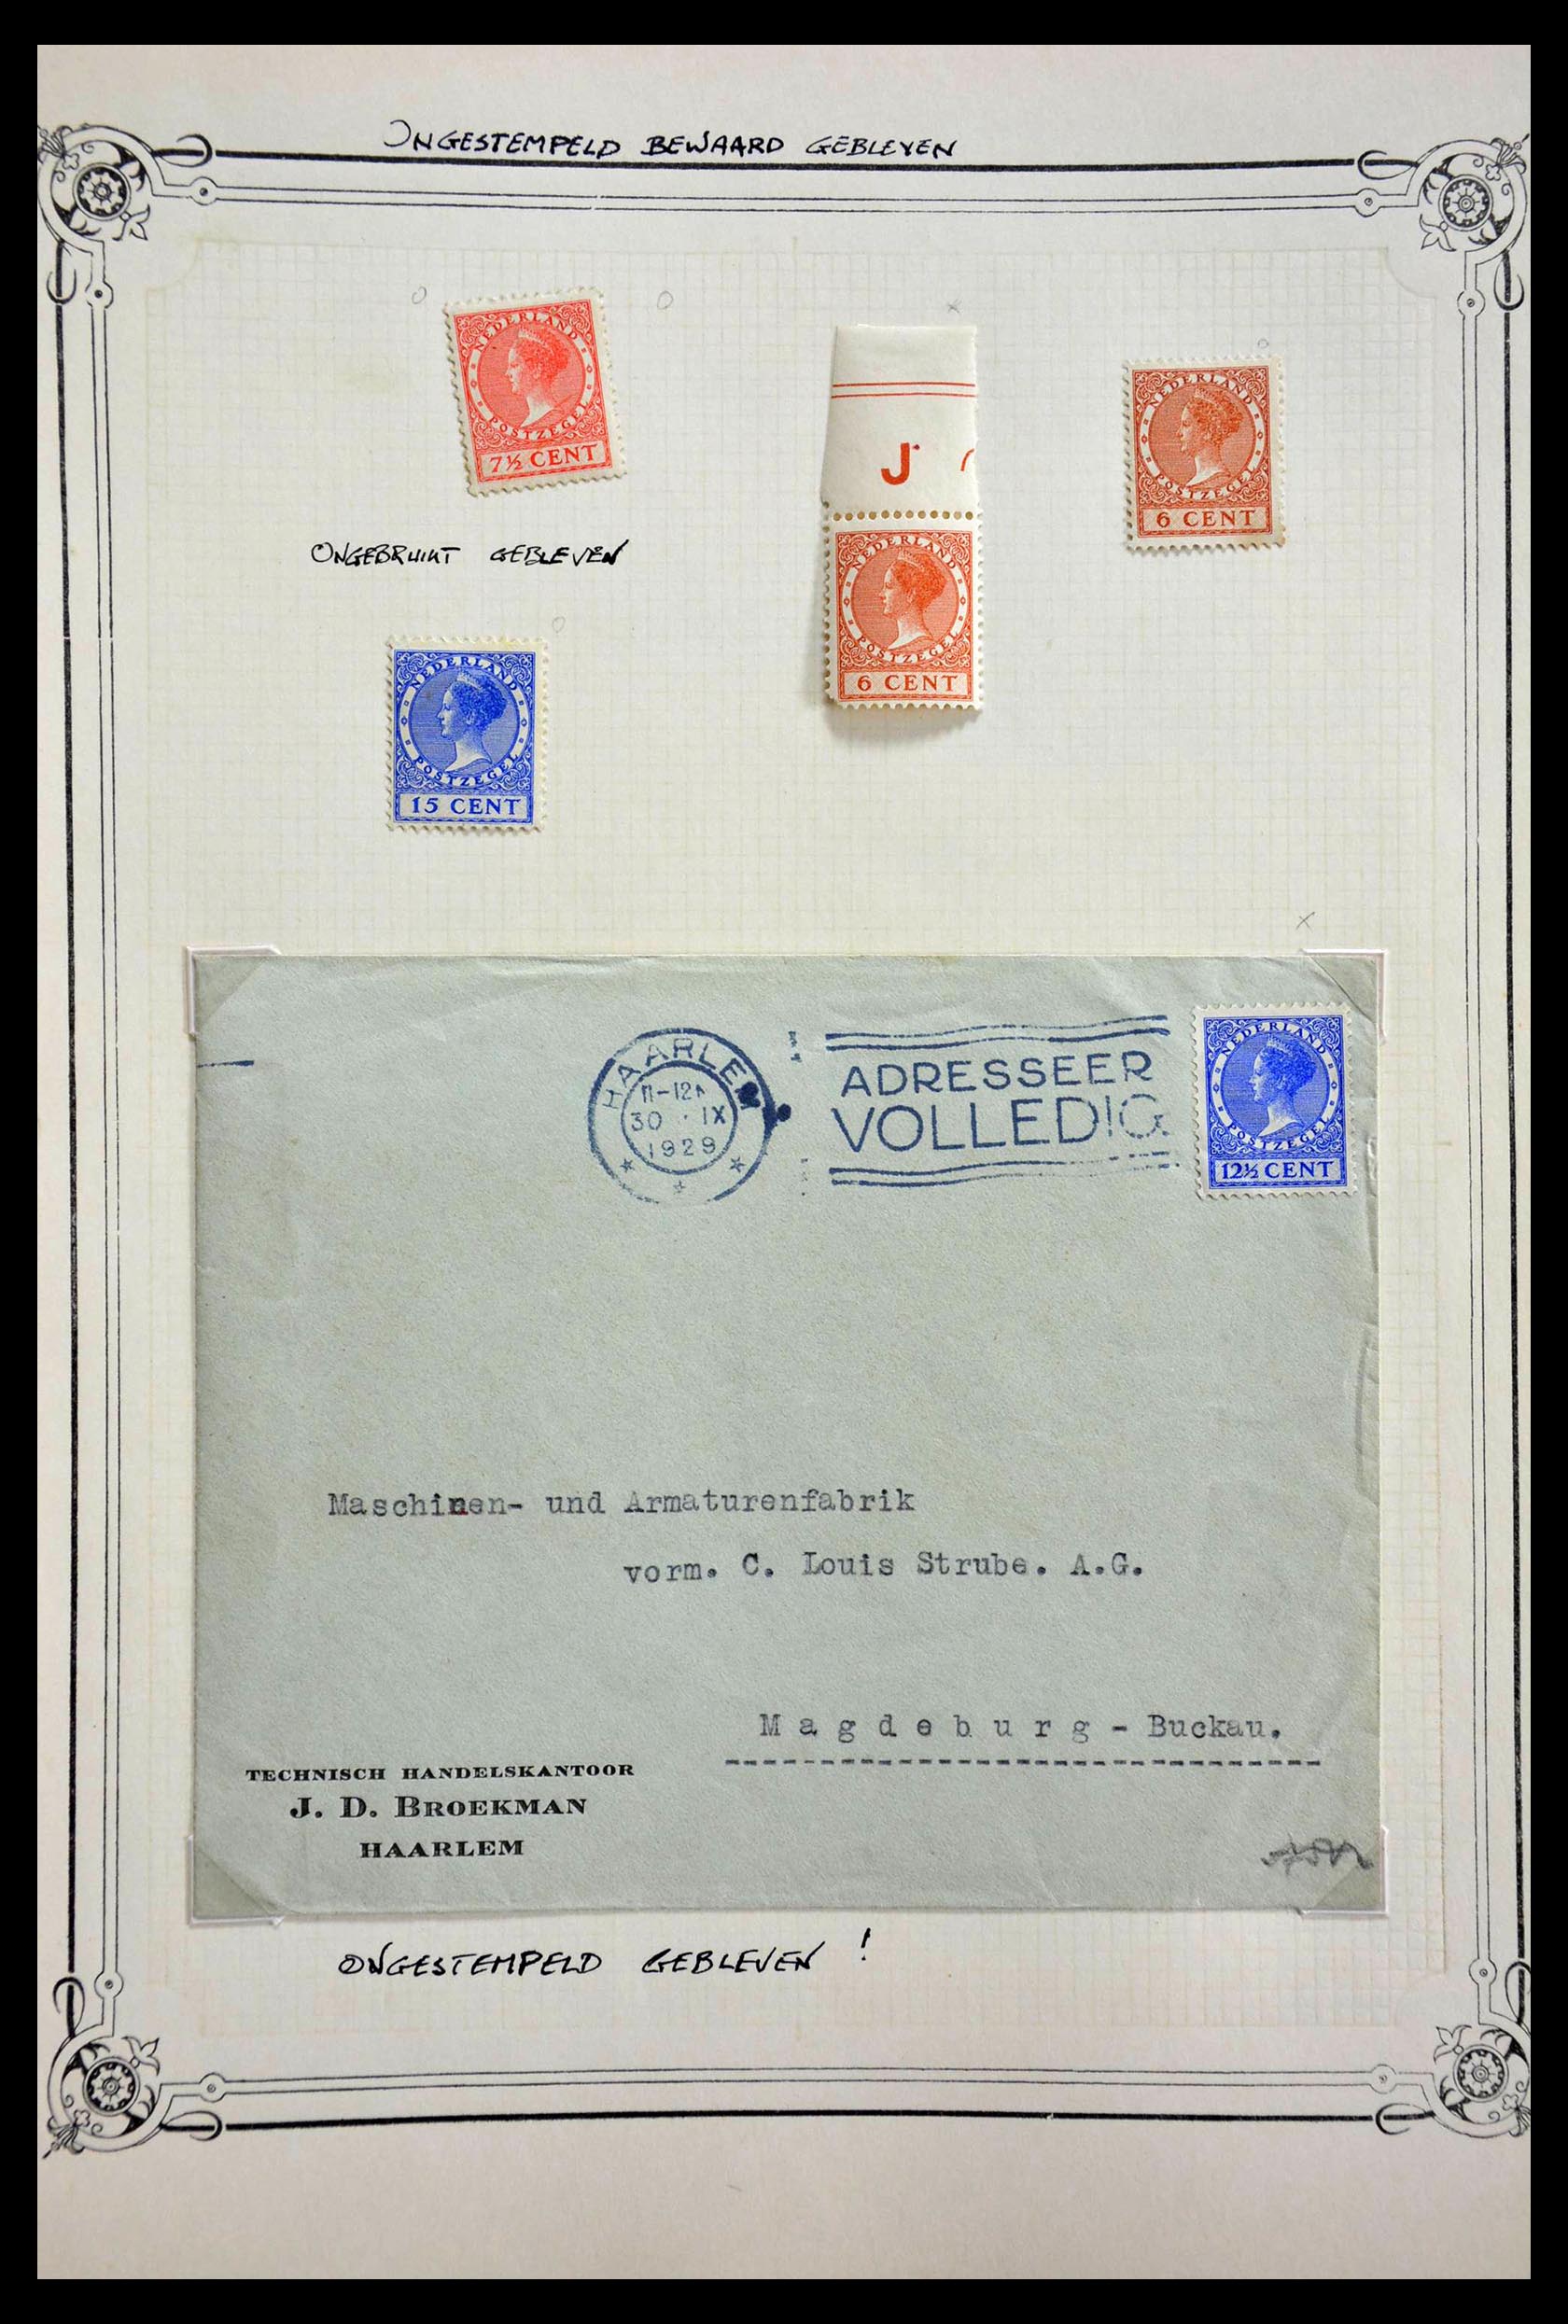 ONGESTEMPELD BEWAARD GEBLEVEN
NEDERLAND
POSTZEGEL
7½ CENT
J
NEDERLAND
POSTZEGEL
6 CENT
NEDERLAND
POSTZEGEL
6 CENT
ONGEBRUIKT GEBLEVEN
NEDERLAND
POSTZEGEL
15 CENT
HAARLEM
11-12
30 · IX
1929
ADRESSEER
VOLLEDIG
NEDERLAND
POSTZEGEL
12½ CENT
Maschinen- und Armaturenfabrik
vorm. C. Louis Strube. A.G.
Magdeburg - Buckau.
TECHNISCH HANDELSKANTOOR
J. D. BROEKMAN
HAARLEM
ONGESTEMPELD GEBLEVEN !